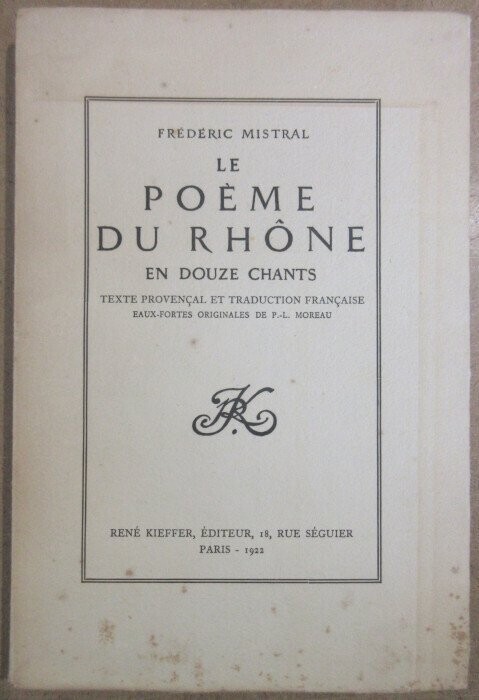 FRÉDÉRIC MISTRAL
LE
POÈME
DU RHÔNE
EN DOUZE CHANTS
TEXTE PROVENÇAL ET TRADUCTION FRANÇAISE
EAUX-FORTES ORIGINALES DE P.-L. MOREAU
RK
RENÉ KIEFFER, ÉDITEUR, 18, RUE SÉGUIER
PARIS - 1922